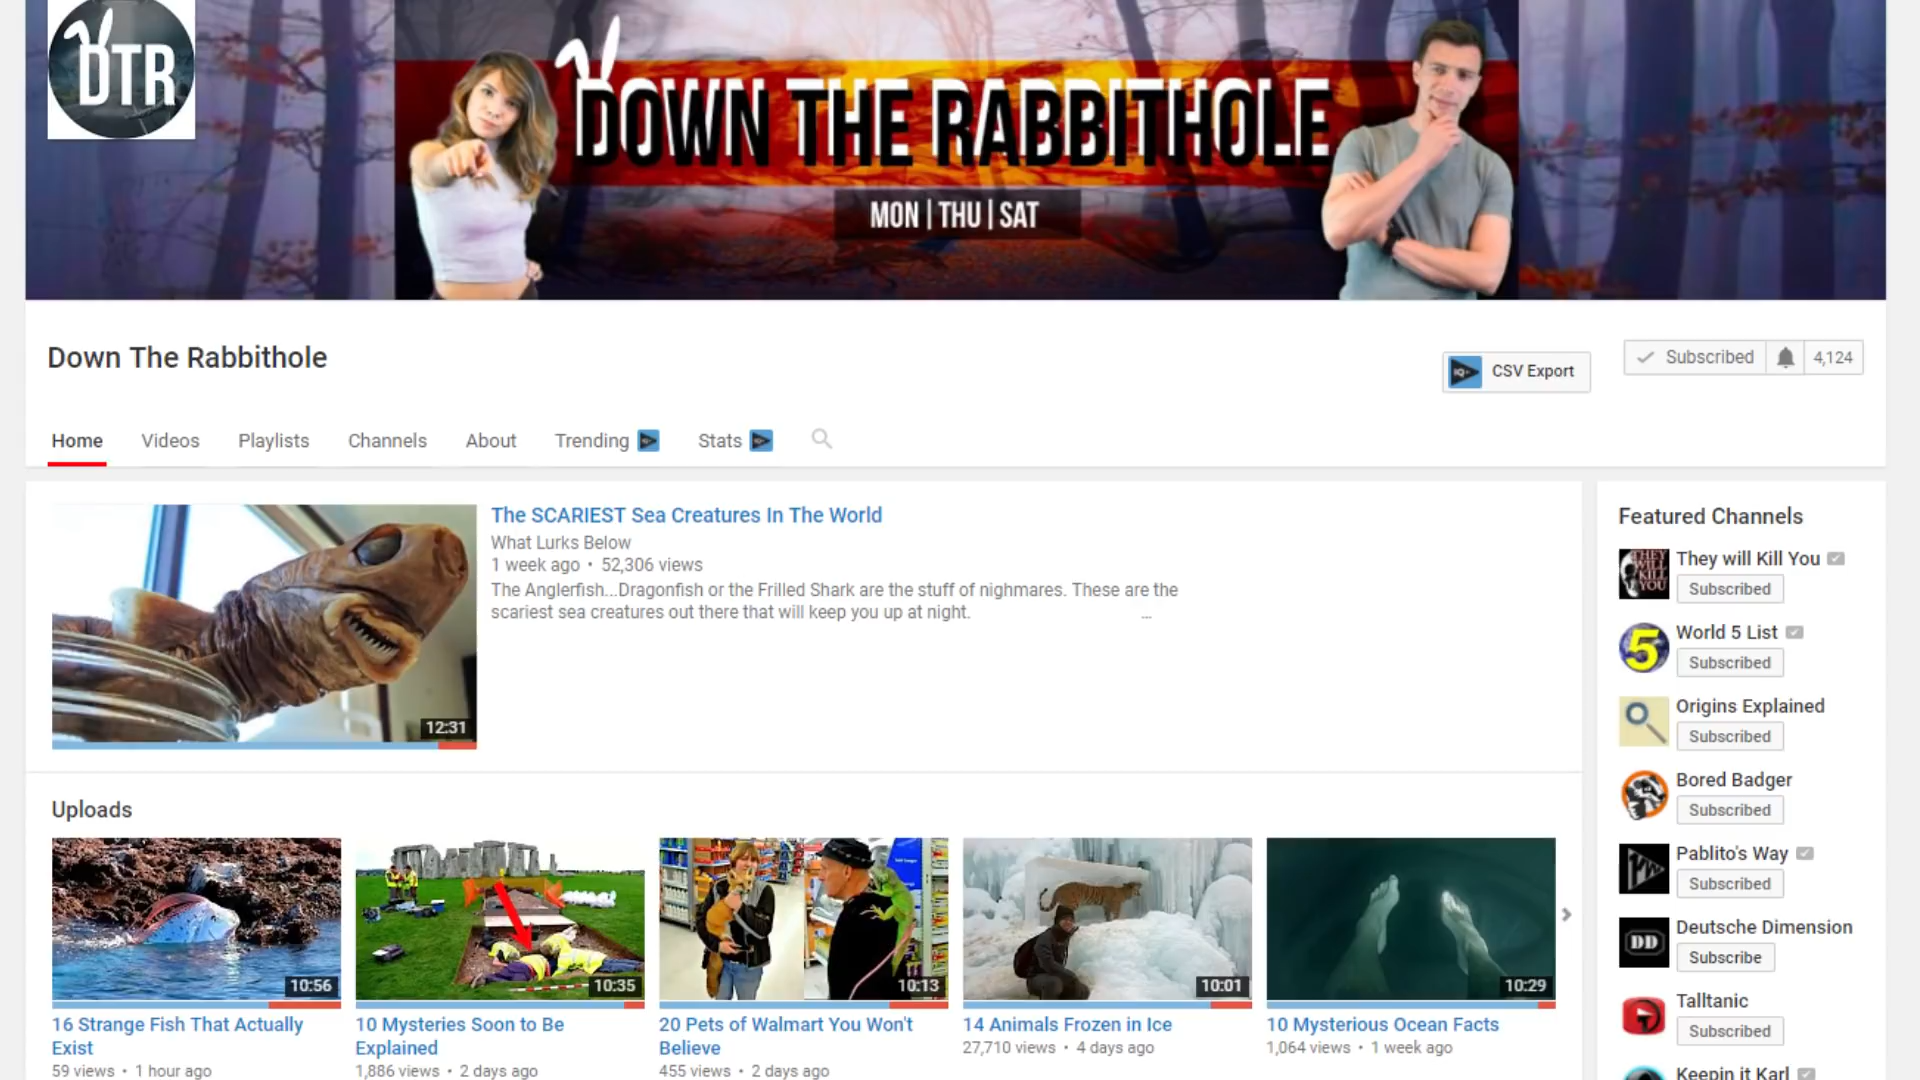 DTR
DOWN THE RABBITHOLE
MON | THU | SAT
Down The Rabbithole
CSV Export
Subscribed
4,124
Home
Videos
Playlists
Channels
About
Trending
Stats
The SCARIEST Sea Creatures In The World
What Lurks Below
1 week ago • 52,306 views
The Anglerfish...Dragonfish or the Frilled Shark are the stuff of nighmares. These are the
scariest sea creatures out there that will keep you up at night.
...
12:31
Uploads
10:56
10:35
10:13
10:01
10:29
16 Strange Fish That Actually
Exist
59 views • 1 hour ago
10 Mysteries Soon to Be
Explained
1,886 views • 2 days ago
20 Pets of Walmart You Won't
Believe
455 views • 2 days ago
14 Animals Frozen in Ice
27,710 views • 4 days ago
10 Mysterious Ocean Facts
1,064 views • 1 week ago
Featured Channels
THEY
WILL
KILL
YOU
They will Kill You
Subscribed
5
World 5 List
Subscribed
Origins Explained
Subscribed
Bored Badger
Subscribed
Pablito's Way
Subscribed
DD
Deutsche Dimension
Subscribe
Talltanic
Subscribed
Keepin it Karl